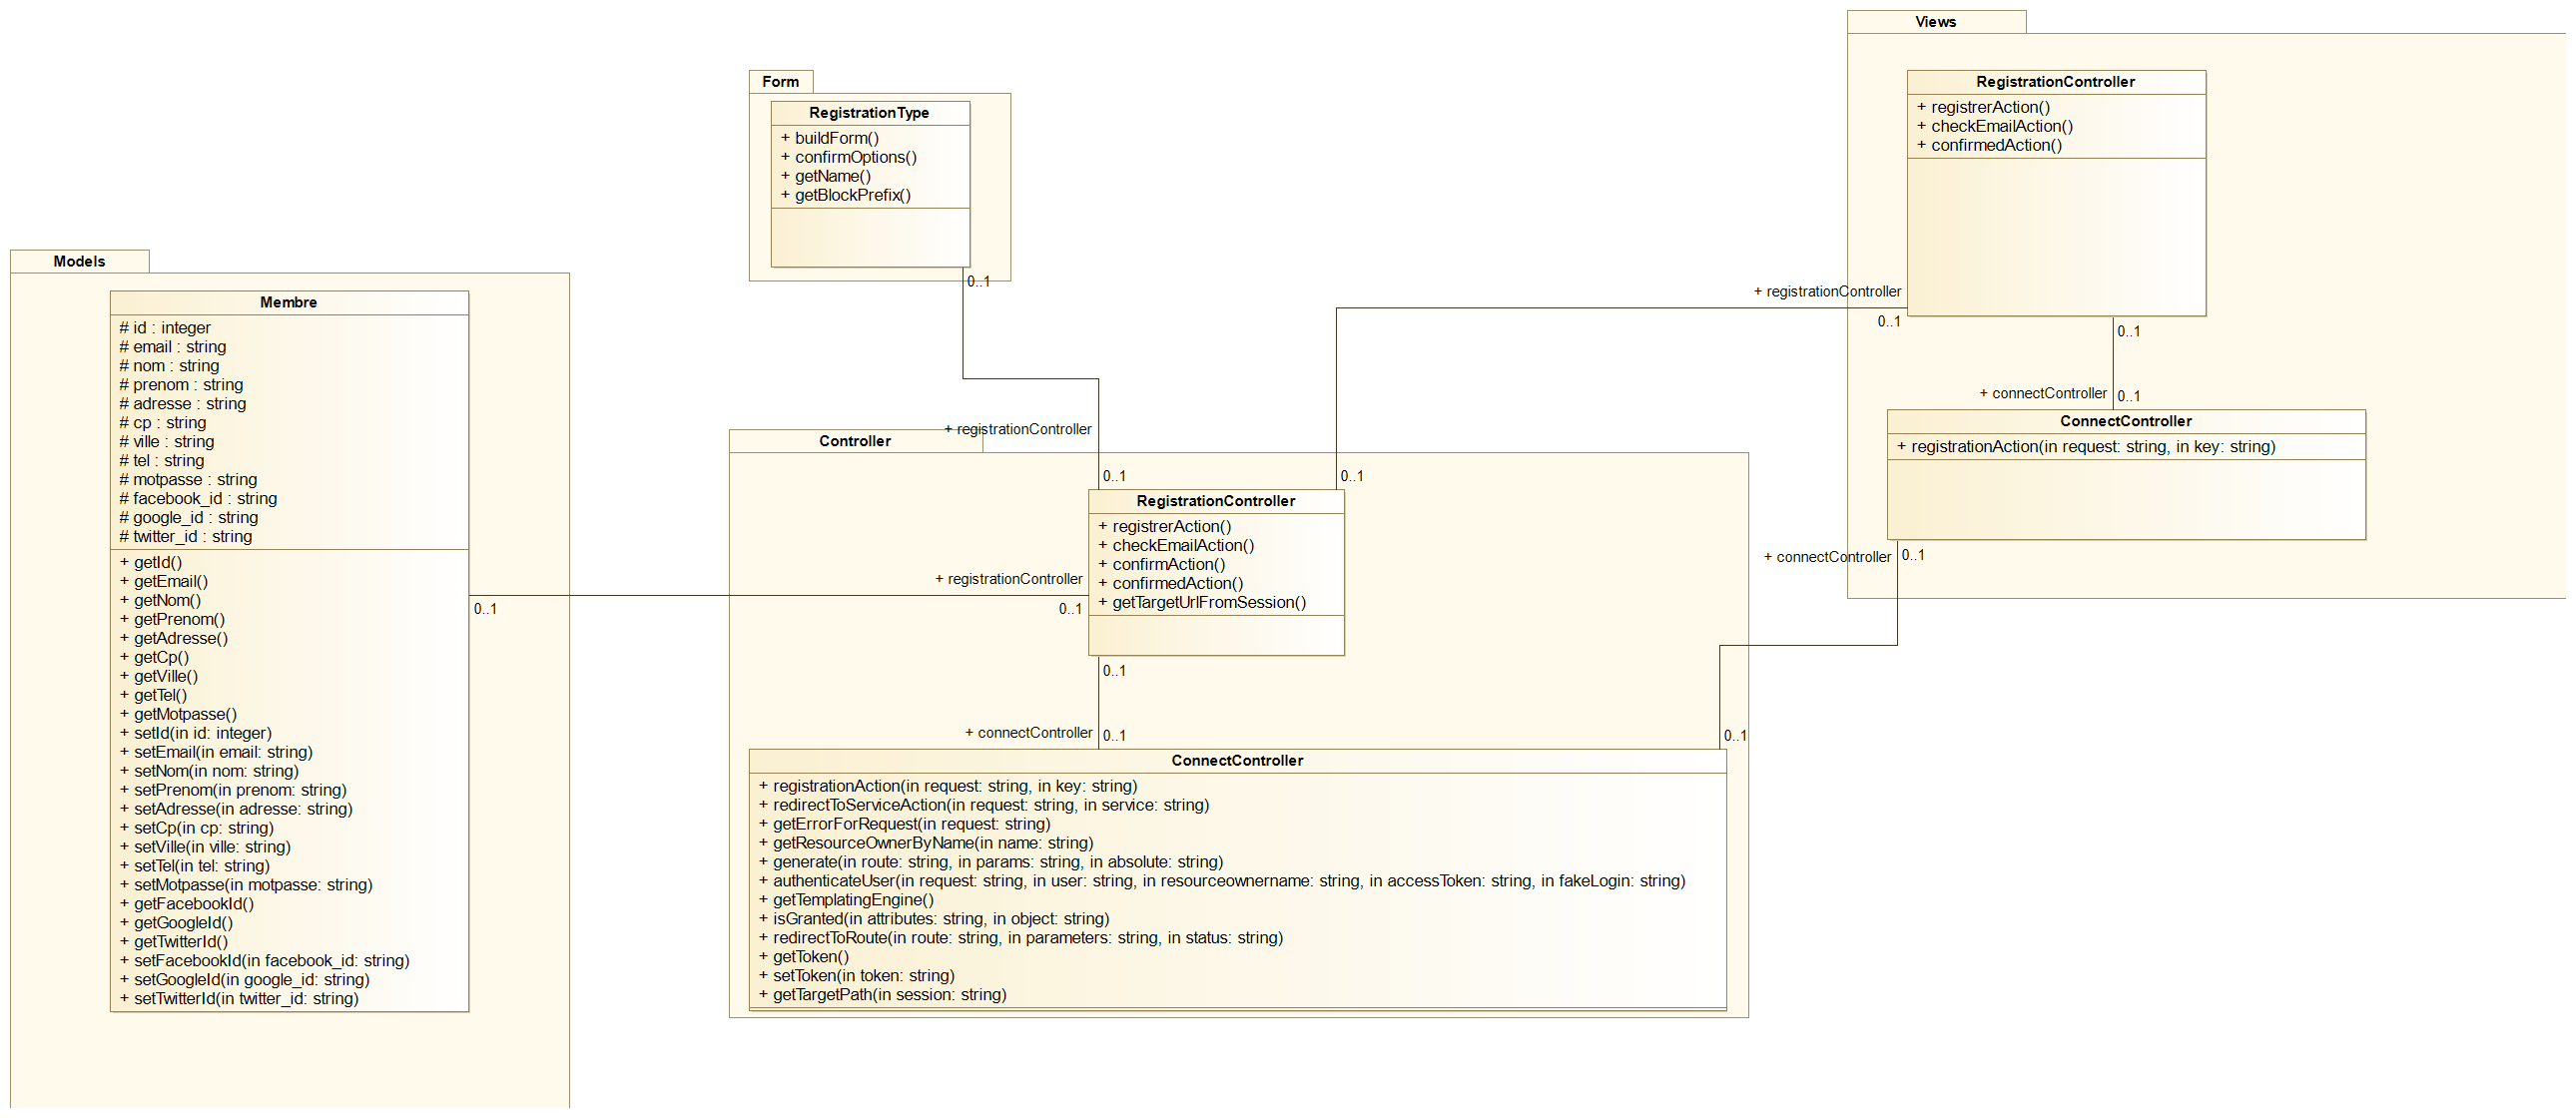 Views
RegistrationController
+ registrerAction()
+ checkEmailAction()
+ confirmedAction()
+ registrationController
0..1
0..1
+ connectController
0..1
ConnectController
+ registrationAction(in request: string, in key: string)
+ connectController
0..1
Form
RegistrationType
+ buildForm()
+ confirmOptions()
+ getName()
+ getBlockPrefix()
0..1
Models
Membre
# id : integer
# email : string
# nom : string
# prenom : string
# adresse : string
# cp : string
# ville : string
# tel : string
# motpasse : string
# facebook_id : string
# google_id : string
# twitter_id : string
+ getId()
+ getEmail()
+ getNom()
+ getPrenom()
+ getAdresse()
+ getCp()
+ getVille()
+ getTel()
+ getMotpasse()
+ setId(in id: integer)
+ setEmail(in email: string)
+ setNom(in nom: string)
+ setPrenom(in prenom: string)
+ setAdresse(in adresse: string)
+ setCp(in cp: string)
+ setVille(in ville: string)
+ setTel(in tel: string)
+ setMotpasse(in motpasse: string)
+ getFacebookId()
+ getGoogleId()
+ getTwitterId()
+ setFacebookId(in facebook_id: string)
+ setGoogleId(in google_id: string)
+ setTwitterId(in twitter_id: string)
0..1
+ registrationController
Controller
0..1
0..1
RegistrationController
+ registrerAction()
+ checkEmailAction()
+ confirmAction()
+ confirmedAction()
+ getTargetUrlFromSession()
+ registrationController
0..1
0..1
+ connectController
0..1
0..1
ConnectController
+ registrationAction(in request: string, in key: string)
+ redirectToServiceAction(in request: string, in service: string)
+ getErrorForRequest(in request: string)
+ getResourceOwnerByName(in name: string)
+ generate(in route: string, in params: string, in absolute: string)
+ authenticateUser(in request: string, in user: string, in resourceownername: string, in accessToken: string, in fakeLogin: string)
+ getTemplatingEngine()
+ isGranted(in attributes: string, in object: string)
+ redirectToRoute(in route: string, in parameters: string, in status: string)
+ getToken()
+ setToken(in token: string)
+ getTargetPath(in session: string)